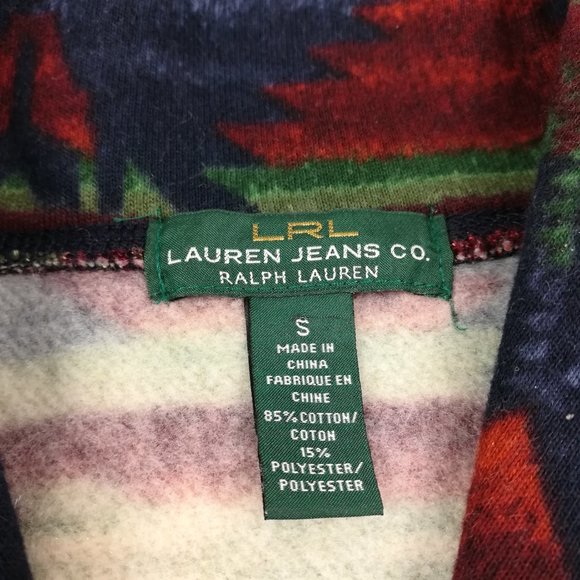 LRL
LAUREN JEANS CO.
RALPH LAUREN
S
MADE IN
CHINA
FABRIQUE EN
CHINE
85% COTTON/
COTON
15%
POLYESTER/
POLYESTER